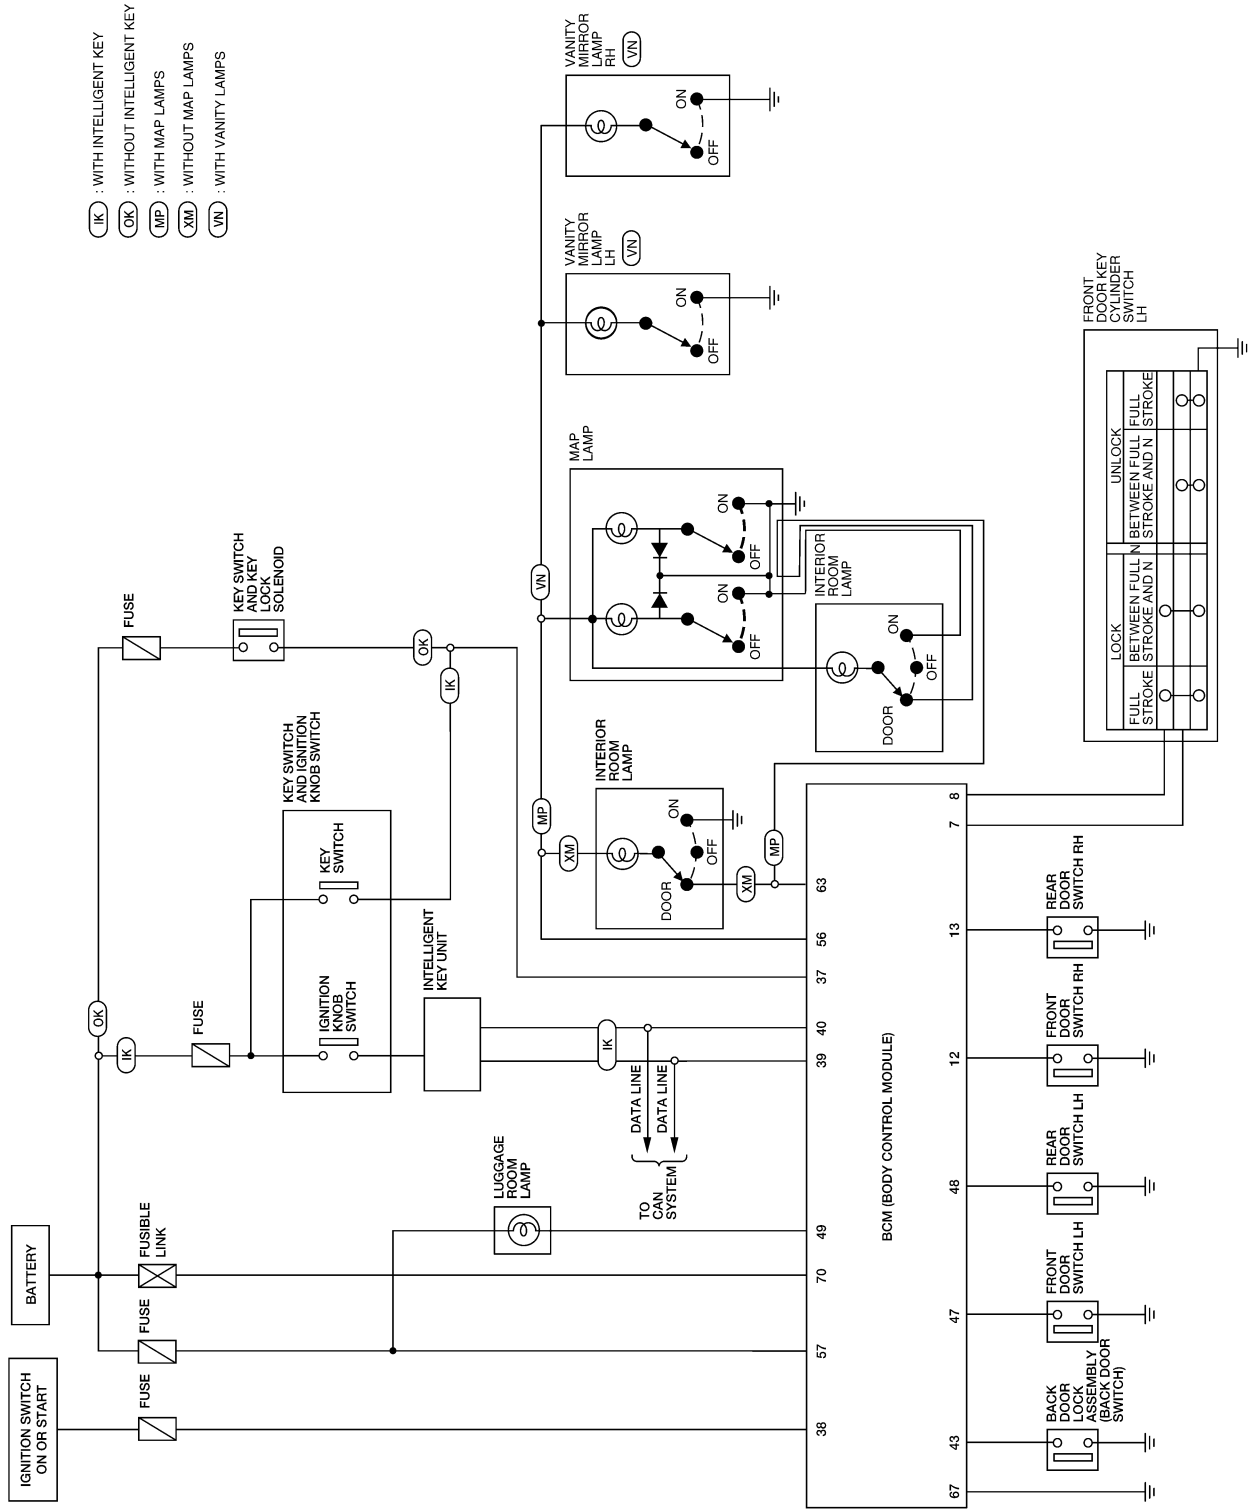 IK : WITH INTELLIGENT KEY
OK : WITHOUT INTELLIGENT KEY
MP : WITH MAP LAMPS
XM : WITHOUT MAP LAMPS
VN : WITH VANITY LAMPS
IGNITION SWITCH
ON OR START
BATTERY
FUSE
FUSE
FUSIBLE
LINK
OK
IK
FUSE
FUSE
KEY SWITCH
AND KEY
LOCK
SOLENOID
KEY SWITCH
AND IGNITION
KNOB SWITCH
IGNITION
KNOB
SWITCH
KEY
SWITCH
OK
IK
INTELLIGENT
KEY UNIT
LUGGAGE
ROOM
LAMP
IK
DATA LINE
DATA LINE
TO
CAN
SYSTEM
VANITY
MIRROR
LAMP
RH
VN
ON
OFF
VANITY
MIRROR
LAMP
LH
VN
ON
OFF
MAP
LAMP
ON
OFF
ON
OFF
VN
MP
XM
INTERIOR
ROOM
LAMP
DOOR
OFF
ON
XM
MP
INTERIOR
ROOM
LAMP
DOOR
OFF
ON
38
57
70
49
39
40
37
56
63
BCM (BODY CONTROL MODULE)
67
43
47
48
12
13
7
8
BACK
DOOR
LOCK
ASSEMBLY
(BACK DOOR
SWITCH)
FRONT
DOOR
SWITCH LH
REAR
DOOR
SWITCH LH
FRONT
DOOR
SWITCH RH
REAR
DOOR
SWITCH RH
FRONT
DOOR KEY
CYLINDER
SWITCH
LH
LOCK
N
UNLOCK
FULL
STROKE
BETWEEN FULL
STROKE AND N
BETWEEN FULL
STROKE AND N
FULL
STROKE